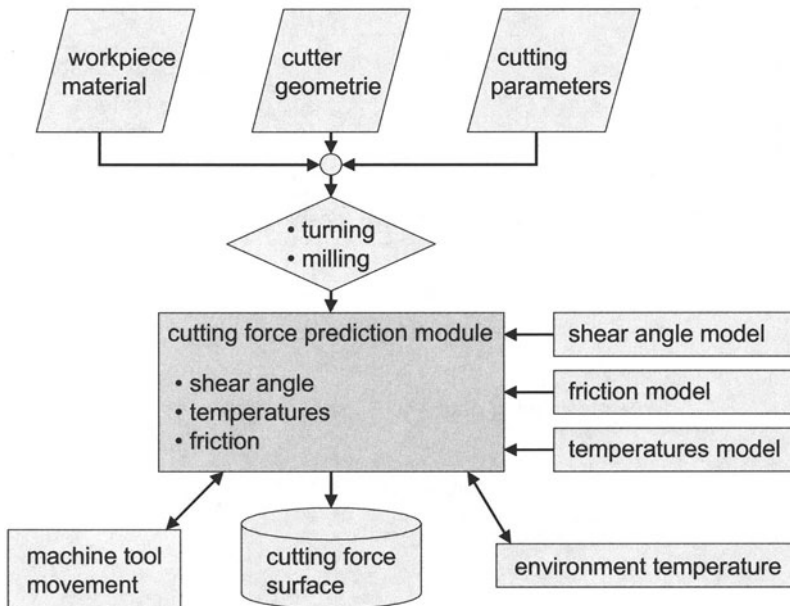 workpiece
material
cutter
geometrie
cutting
parameters
• turning
• milling
cutting force prediction module
• shear angle
• temperatures
• friction
shear angle model
friction model
temperatures model
machine tool
movement
cutting force
surface
environment temperature